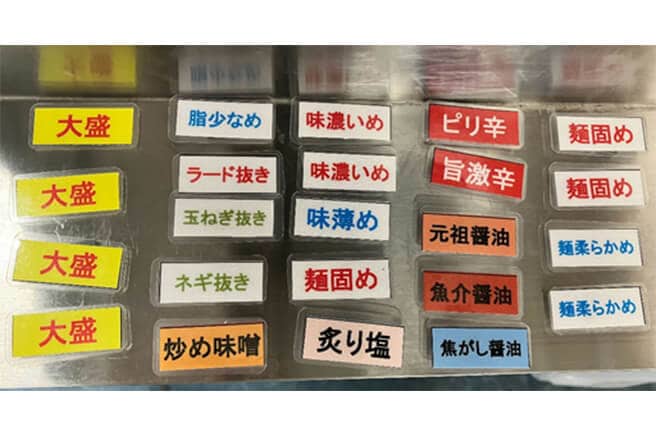 大盛
大盛
大盛
大盛
脂少なめ
ラード抜き
玉ねぎ抜き
ネギ抜き
炒め味噌
味濃いめ
味濃いめ
味薄め
麺固め
炙り塩
ピリ辛
旨激辛
元祖醤油
魚介醤油
焦がし醤油
麺固め
麺固め
麺柔らかめ
麺柔らかめ